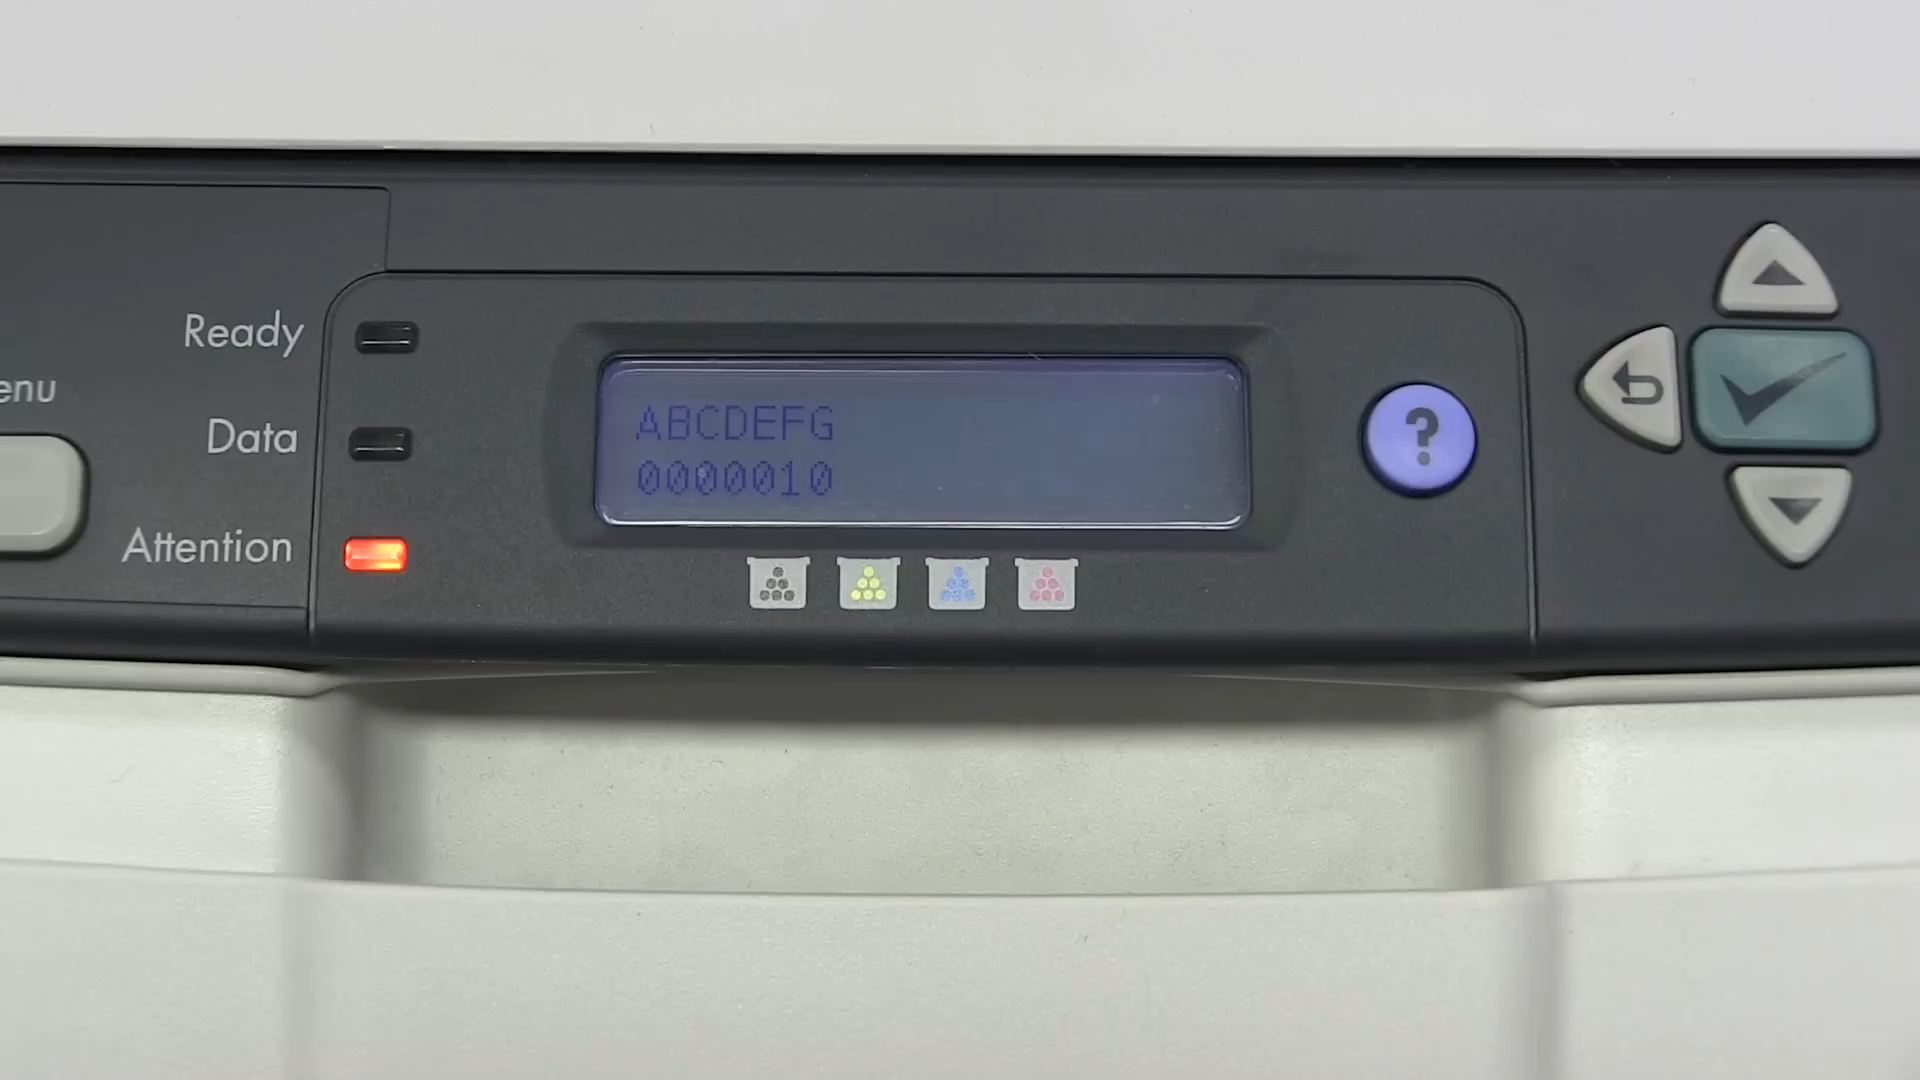 Ready
enu
Data
Attention
ABCDEFG
0000010
?